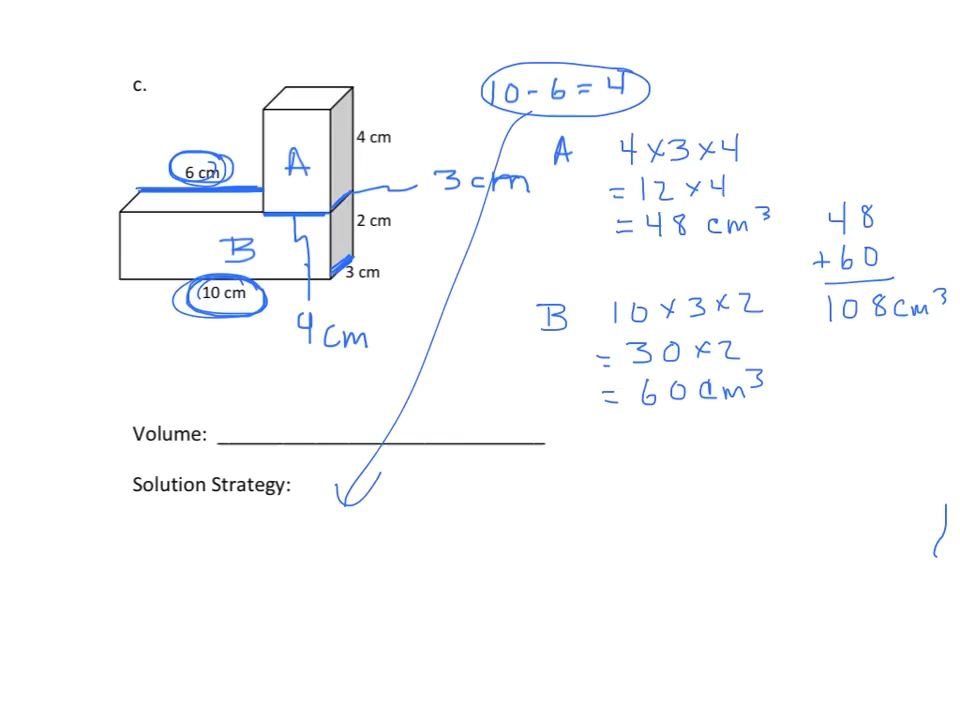 c.
10 - 6 = 4
4 cm
A
6 cm
3 cm
A 4 x 3 x 4
= 12 x 4
= 48 cm³
2 cm
B
3 cm
10 cm
4 cm
48
+60
108 cm³
B 10 x 3 x 2
= 30 x 2
= 60 cm³
Volume: ______________________________
Solution Strategy: